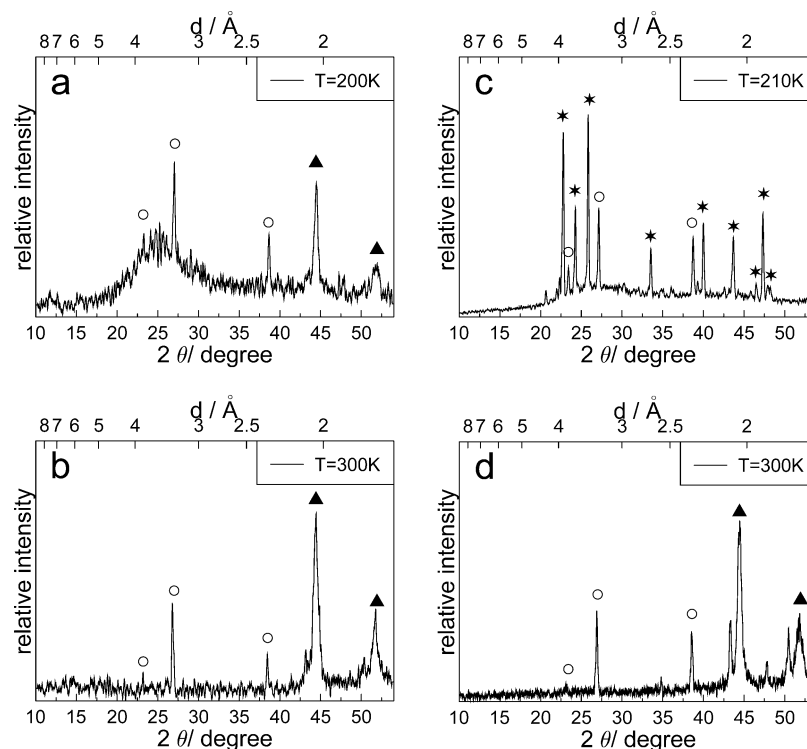 d / Å
8 7 6 5 4 3 2.5 2
a
T=200K
relative intensity
10 15 20 25 30 35 40 45 50
2 θ/ degree
d / Å
8 7 6 5 4 3 2.5 2
c
T=210K
relative intensity
10 20 30 40 50
2 θ/ degree
d / Å
8 7 6 5 4 3 2.5 2
b
T=300K
relative intensity
10 15 20 25 30 35 40 45 50
2 θ/ degree
d / Å
8 7 6 5 4 3 2.5 2
d
T=300K
relative intensity
10 15 20 25 30 35 40 45 50
2 θ/ degree